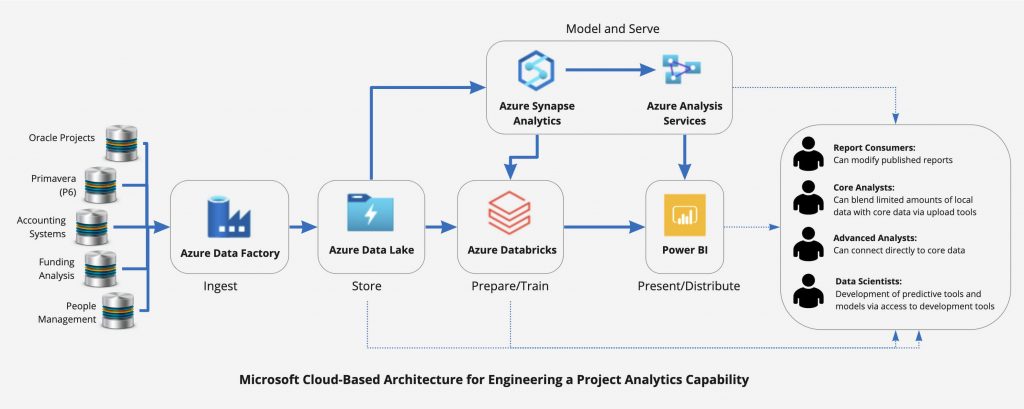 Model and Serve
Azure Synapse
Analytics
Azure Analysis
Services
Oracle Projects
Primavera
(P6)
Accounting
Systems
Funding
Analysis
People
Management
Azure Data Factory
Ingest
Azure Data Lake
Store
Azure Databricks
Prepare/Train
Power BI
Present/Distribute
Report Consumers:
Can modify published reports
Core Analysts:
Can blend limited amounts of local
data with core data via upload tools
Advanced Analysts:
Can connect directly to core data
Data Scientists:
Development of predictive tools and
models via access to development tools
Microsoft Cloud-Based Architecture for Engineering a Project Analytics Capability